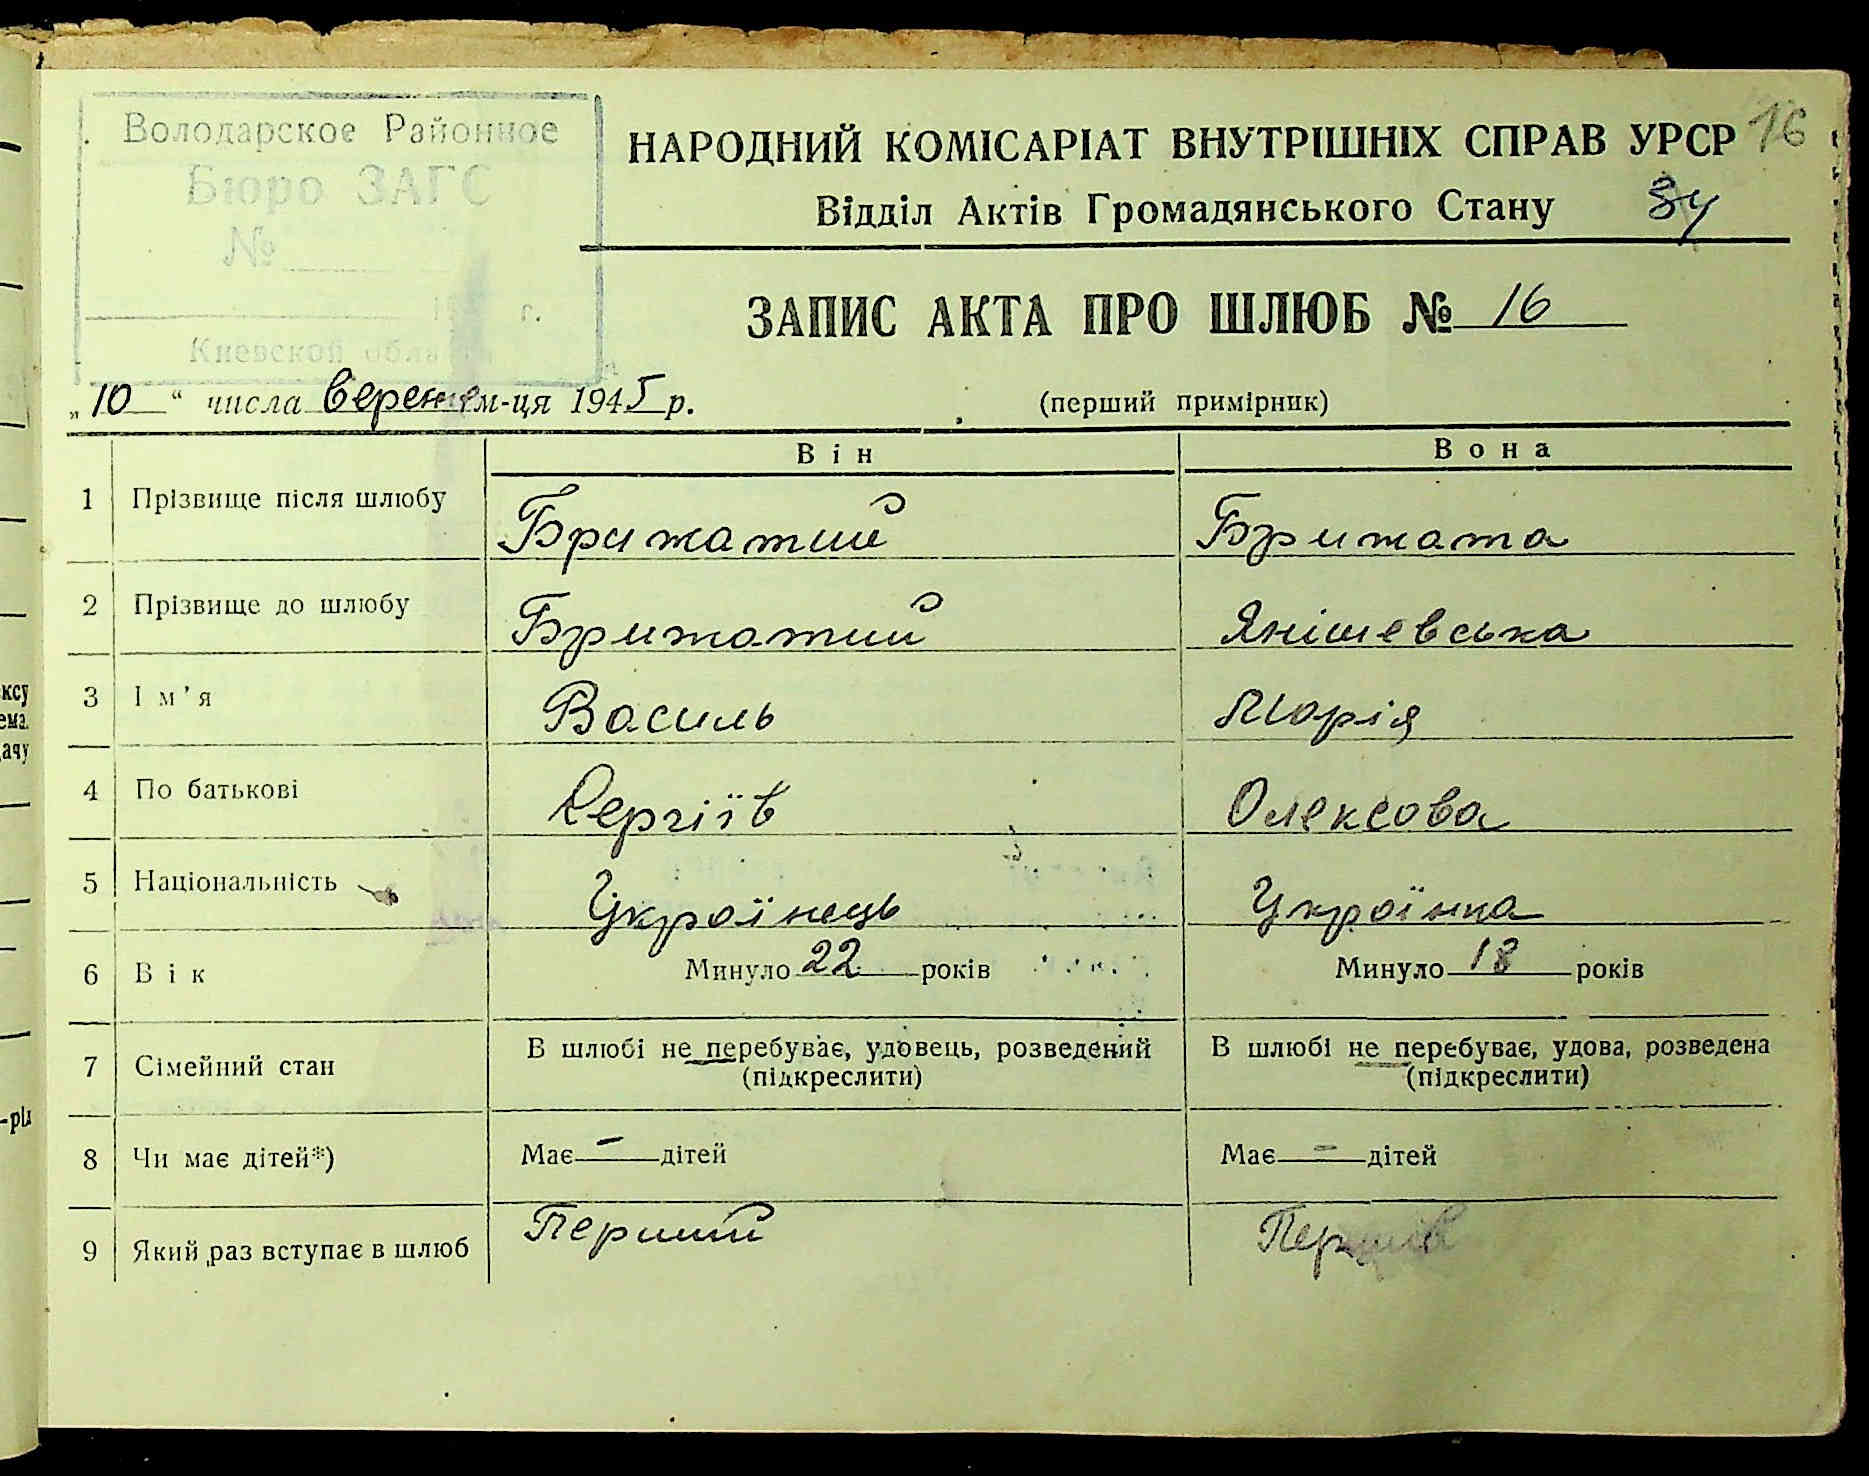 Володарское Районное
Бюро ЗАГС
№
г.
Киевской
16
НАРОДНИЙ КОМІСАРІАТ ВНУТРІШНІХ СПРАВ УРСР
Відділ Актів Громадянського Стану
ЗАПИС АКТА ПРО ШЛЮБ № 16
„10“ числа м-ця 1945 р.
(перший примірник)
Він Вона
1 Прізвище після шлюбу Брижатий Брижата
2 Прізвище до шлюбу Брижатий Янішевська
3 Ім'я Василь Марія
4 По батькові Сергіїв Олексова
5 Національність Українець Українка
6 Вік Минуло 22 років Минуло 18 років
7 Сімейний стан В шлюбі не перебуває, удовець, розведений В шлюбі не перебуває, удова, розведена
(підкреслити) (підкреслити)
8 Чи має дітей*) Має – дітей Має – дітей
9 Який раз вступає в шлюб Перший
ксу
ема.
ачу